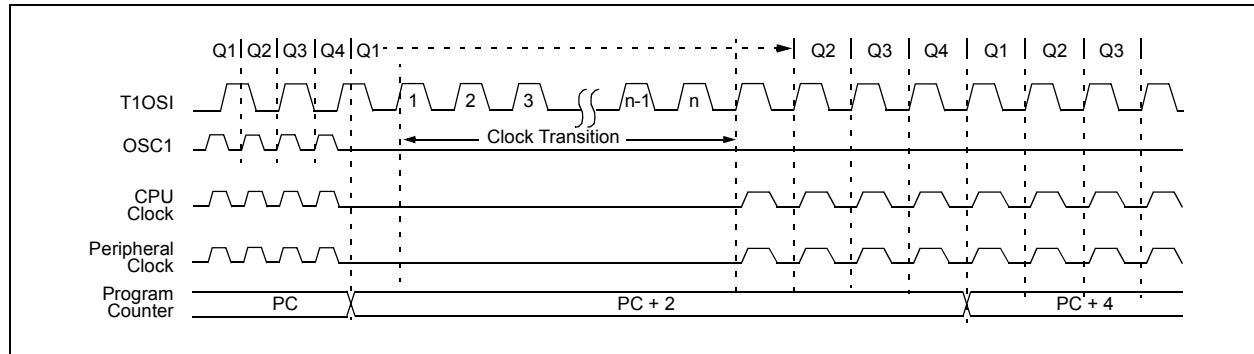 Q1 Q2 Q3 Q4 Q1 Q2 Q3 Q4 Q1 Q2 Q3
T1OSI 1 2 3 n-1 n
Clock Transition
OSC1
CPU
Clock
Peripheral
Clock
Program
Counter
PC PC + 2 PC + 4